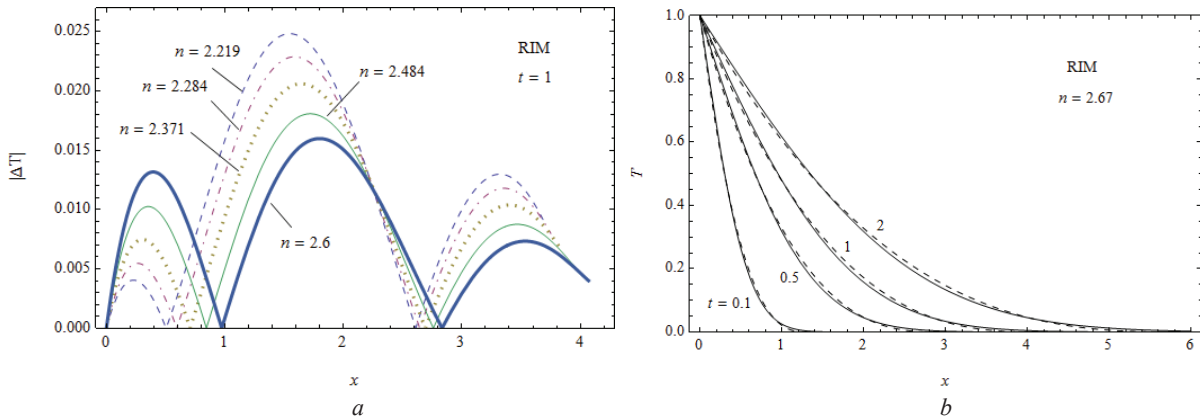 0.025
0.020
0.015
0.010
0.005
0.000
|ΔT|
n = 2.219
n = 2.284
n = 2.371
n = 2.484
n = 2.6
RIM
t = 1
0 1 2 3 4
x
a
1.0
0.8
0.6
0.4
0.2
0.0
T
RIM
n = 2.67
2
1
0.5
t = 0.1
0 1 2 3 4 5 6
x
b